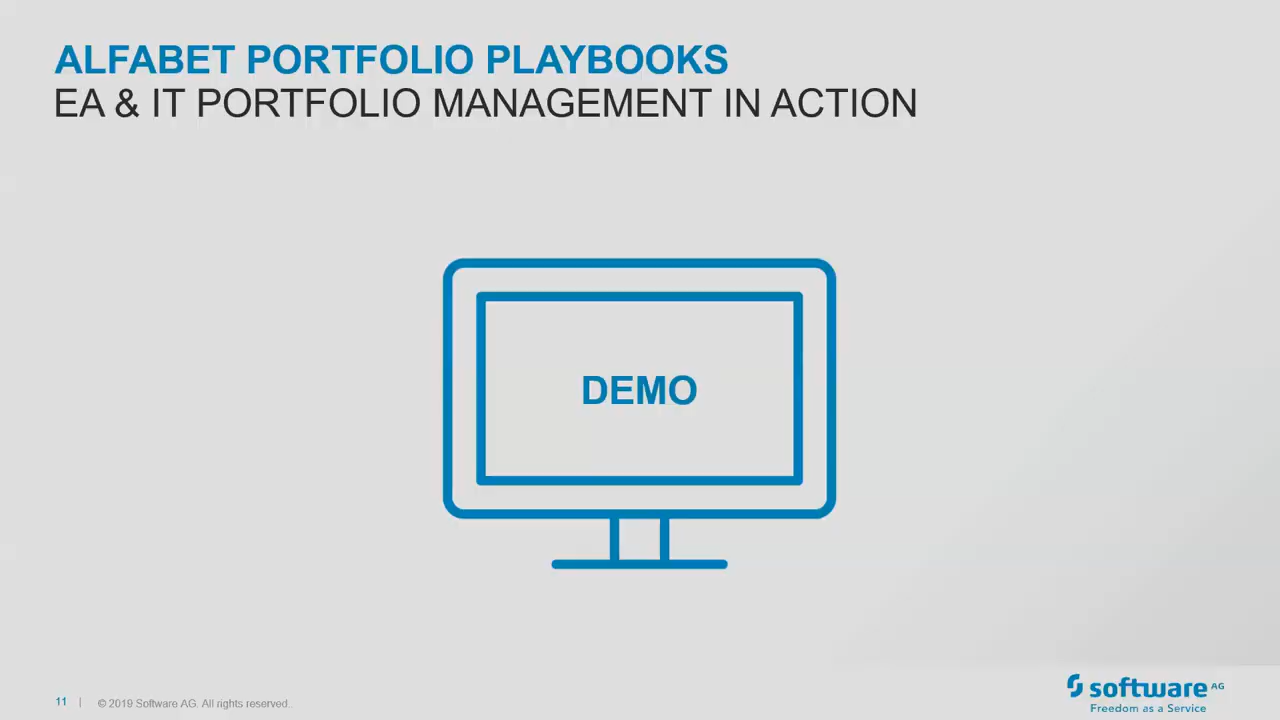 ALFABET PORTFOLIO PLAYBOOKS
EA & IT PORTFOLIO MANAGEMENT IN ACTION
DEMO
11 | © 2019 Software AG. All rights reserved.
software AG
Freedom as a Service